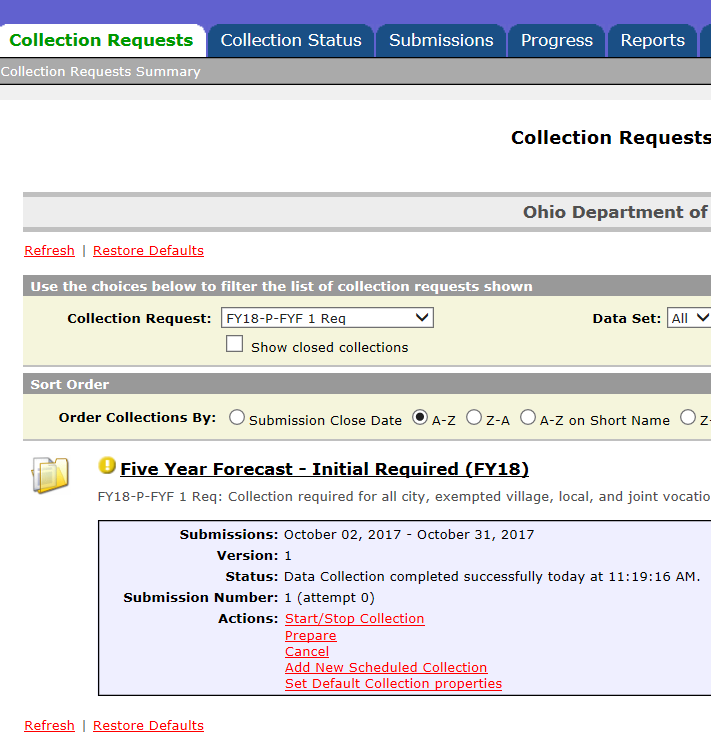 Collection Requests Collection Status Submissions Progress Reports
Collection Requests Summary
Collection Requests
Ohio Department of
Refresh | Restore Defaults
Use the choices below to filter the list of collection requests shown
Collection Request: FY18-P-FYF 1 Req Data Set: All
Show closed collections
Sort Order
Order Collections By: Submission Close Date A-Z Z-A A-Z on Short Name Z-
Five Year Forecast - Initial Required (FY18)
FY18-P-FYF 1 Req: Collection required for all city, exempted village, local, and joint vocatio
Submissions: October 02, 2017 - October 31, 2017
Version: 1
Status: Data Collection completed successfully today at 11:19:16 AM.
Submission Number: 1 (attempt 0)
Actions: Start/Stop Collection
Prepare
Cancel
Add New Scheduled Collection
Set Default Collection properties
Refresh | Restore Defaults